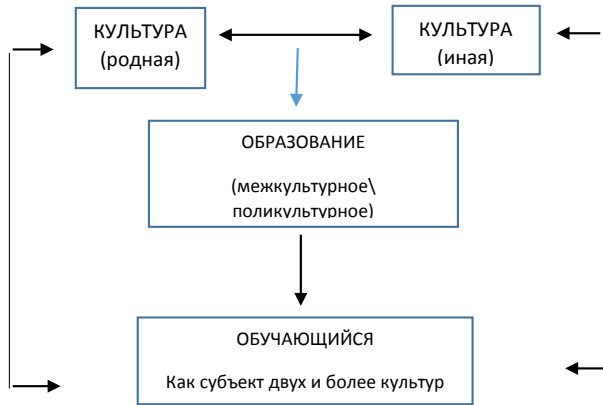 КУЛЬТУРА
(родная)
КУЛЬТУРА
(иная)
ОБРАЗОВАНИЕ
(межкультурное\
поликультурное)
ОБУЧАЮЩИЙСЯ
Как субъект двух и более культур